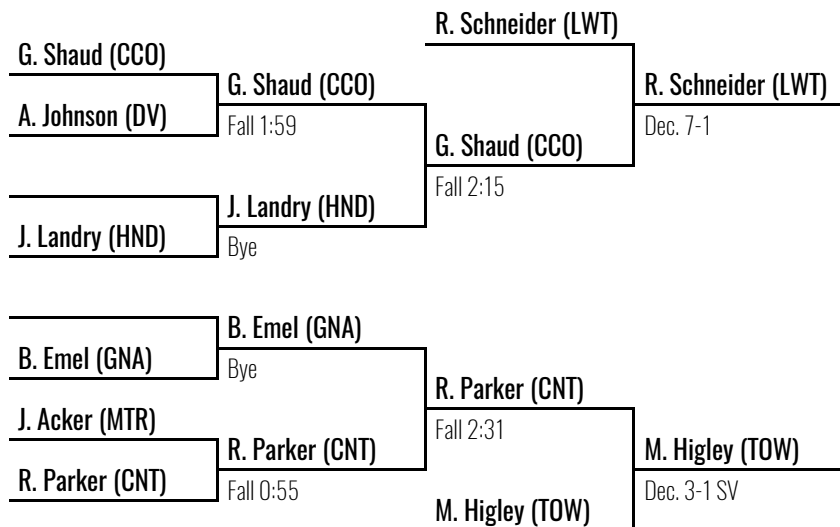 R. Schneider (LWT)
G. Shaud (CCO)
G. Shaud (CCO)
R. Schneider (LWT)
A. Johnson (DV)
Fall 1:59
Dec. 7-1
G. Shaud (CCO)
Fall 2:15
J. Landry (HND)
J. Landry (HND)
Bye
B. Emel (GNA)
B. Emel (GNA)
Bye
R. Parker (CNT)
J. Acker (MTR)
Fall 2:31
R. Parker (CNT)
M. Higley (TOW)
R. Parker (CNT)
Fall 0:55
Dec. 3-1 SV
M. Higley (TOW)